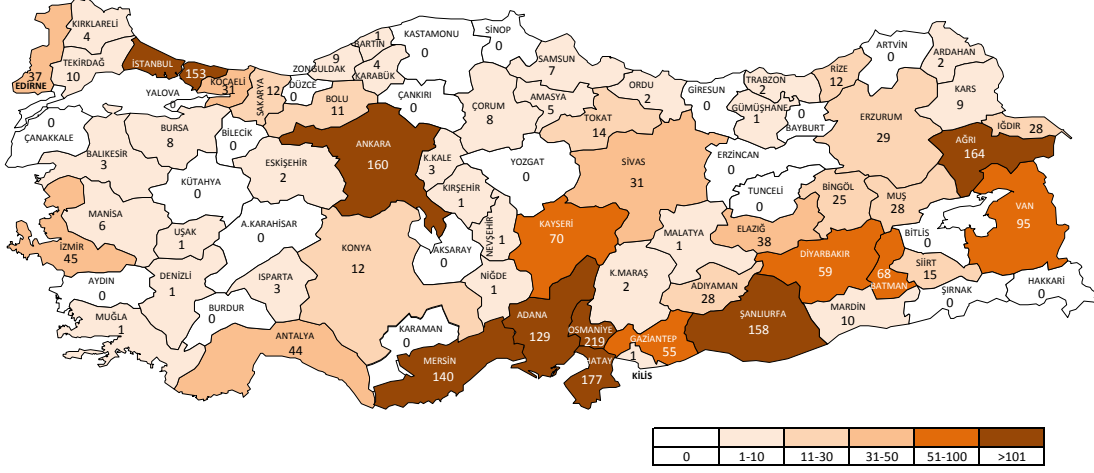 KIRKLARELİ
4
TEKİRDAĞ
10
37
EDİRNE
İSTANBUL
153
KOCAELİ
31
YALOVA
0
SAKARYA
12
DÜZCE
0
ZONGULDAK
9
BARTIN
1
4
KARABÜK
KASTAMONU
0
SİNOP
0
SAMSUN
7
ORDU
2
GİRESUN
0
TRABZON
2
RİZE
12
ARTVİN
0
ARDAHAN
2
KARS
9
IĞDIR
28
AĞRI
164
ERZURUM
29
BAYBURT
0
GÜMÜŞHANE
1
ÇANAKKALE
0
BALIKESİR
3
BURSA
8
BİLECİK
0
BOLU
11
ÇANKIRI
0
ÇORUM
8
AMASYA
5
TOKAT
14
ANKARA
160
ESKİŞEHİR
2
KÜTAHYA
0
K.KALE
3
KIRŞEHİR
1
YOZGAT
0
SİVAS
31
ERZİNCAN
0
TUNCELİ
0
BİNGÖL
25
MUŞ
28
BİTLİS
0
VAN
95
MANİSA
6
UŞAK
1
A.KARAHİSAR
0
İZMİR
45
AYDIN
0
DENİZLİ
1
MUĞLA
1
BURDUR
0
ISPARTA
3
KONYA
12
AKSARAY
0
NEVŞEHİR
1
NİĞDE
1
KAYSERİ
70
MALATYA
1
ELAZIĞ
38
DİYARBAKIR
59
68
BATMAN
SİİRT
15
ŞIRNAK
0
HAKKARİ
0
MARDİN
10
ŞANLIURFA
158
ADIYAMAN
28
K.MARAŞ
2
GAZİANTEP
55
1
KİLİS
OSMANİYE
219
HATAY
177
ADANA
129
MERSİN
140
KARAMAN
0
ANTALYA
44
0 1-10 11-30 31-50 51-100 >101